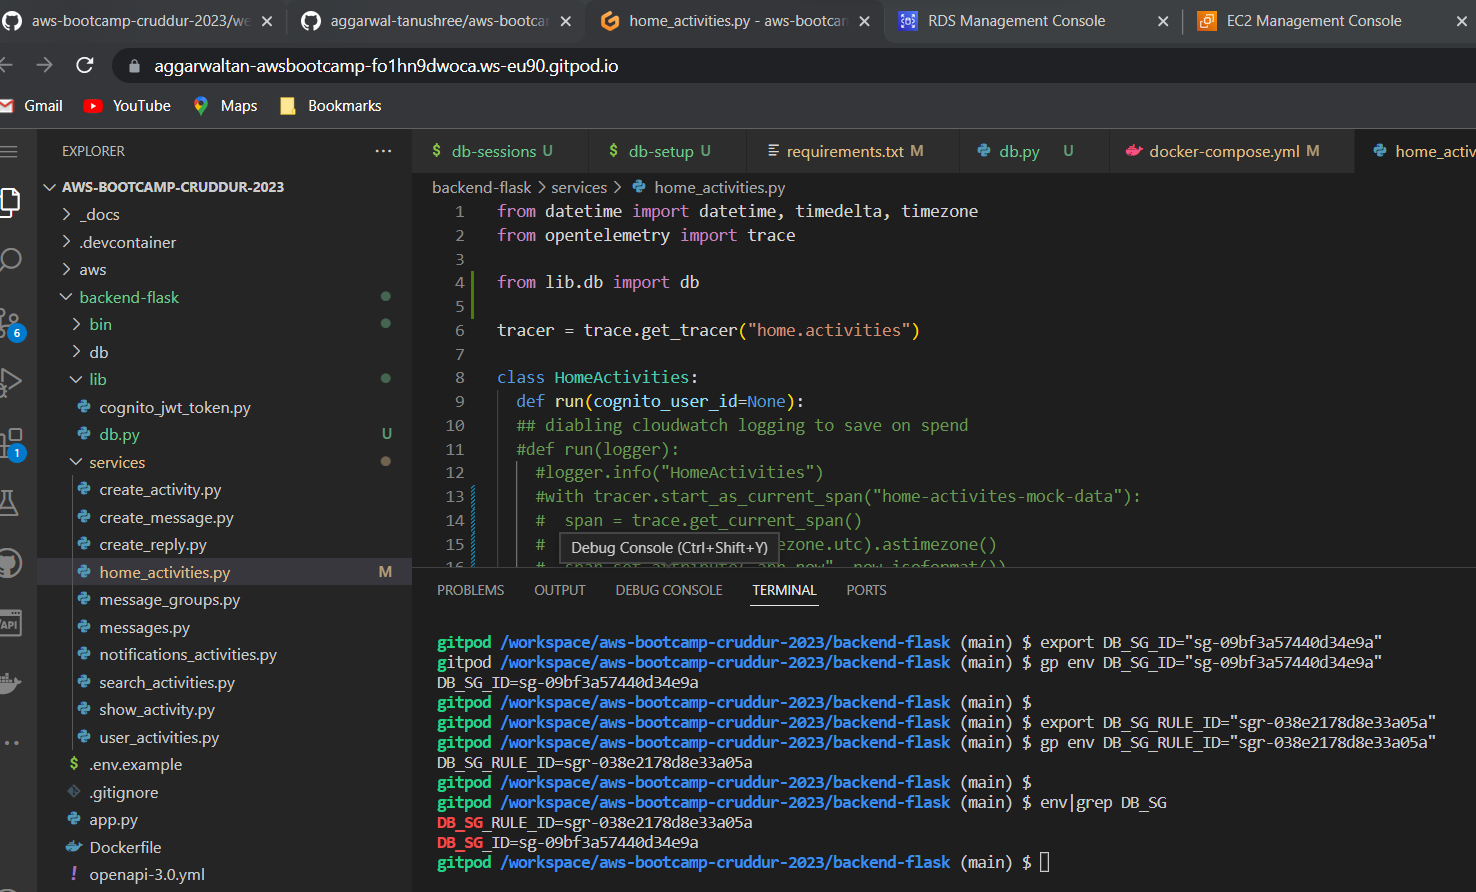 aws-bootcamp-cruddur-2023/we
aggarwal-tanushree/aws-bootca
home_activities.py - aws-bootcam
RDS Management Console
EC2 Management Console
aggarwaltan-awsbootcamp-fo1hn9dwoca.ws-eu90.gitpod.io
Gmail
YouTube
Maps
Bookmarks
EXPLORER
AWS-BOOTCAMP-CRUDDUR-2023
_docs
.devcontainer
aws
backend-flask
bin
db
lib
cognito_jwt_token.py
db.py U
services
create_activity.py
create_message.py
create_reply.py
home_activities.py M
message_groups.py
messages.py
notifications_activities.py
search_activities.py
show_activity.py
user_activities.py
$ .env.example
.gitignore
app.py
Dockerfile
! openapi-3.0.yml
6
1
API
$ db-sessions U
$ db-setup U
requirements.txt M
db.py U
docker-compose.yml M
home_activ
backend-flask > services > home_activities.py
1 from datetime import datetime, timedelta, timezone
2 from opentelemetry import trace
3
4 from lib.db import db
5
6 tracer = trace.get_tracer("home.activities")
7
8 class HomeActivities:
9 def run(cognito_user_id=None):
10 ## diabling cloudwatch logging to save on spend
11 #def run(logger):
12 #logger.info("HomeActivities")
13 #with tracer.start_as_current_span("home-activites-mock-data"):
14 # span = trace.get_current_span()
15 # ezone.utc).astimezone()
Debug Console (Ctrl+Shift+Y)
PROBLEMS
OUTPUT
DEBUG CONSOLE
TERMINAL
PORTS
gitpod /workspace/aws-bootcamp-cruddur-2023/backend-flask (main) $ export DB_SG_ID="sg-09bf3a57440d34e9a"
gitpod /workspace/aws-bootcamp-cruddur-2023/backend-flask (main) $ gp env DB_SG_ID="sg-09bf3a57440d34e9a"
DB_SG_ID=sg-09bf3a57440d34e9a
gitpod /workspace/aws-bootcamp-cruddur-2023/backend-flask (main) $
gitpod /workspace/aws-bootcamp-cruddur-2023/backend-flask (main) $ export DB_SG_RULE_ID="sgr-038e2178d8e33a05a"
gitpod /workspace/aws-bootcamp-cruddur-2023/backend-flask (main) $ gp env DB_SG_RULE_ID="sgr-038e2178d8e33a05a"
DB_SG_RULE_ID=sgr-038e2178d8e33a05a
gitpod /workspace/aws-bootcamp-cruddur-2023/backend-flask (main) $
gitpod /workspace/aws-bootcamp-cruddur-2023/backend-flask (main) $ env|grep DB_SG
DB_SG_RULE_ID=sgr-038e2178d8e33a05a
DB_SG_ID=sg-09bf3a57440d34e9a
gitpod /workspace/aws-bootcamp-cruddur-2023/backend-flask (main) $